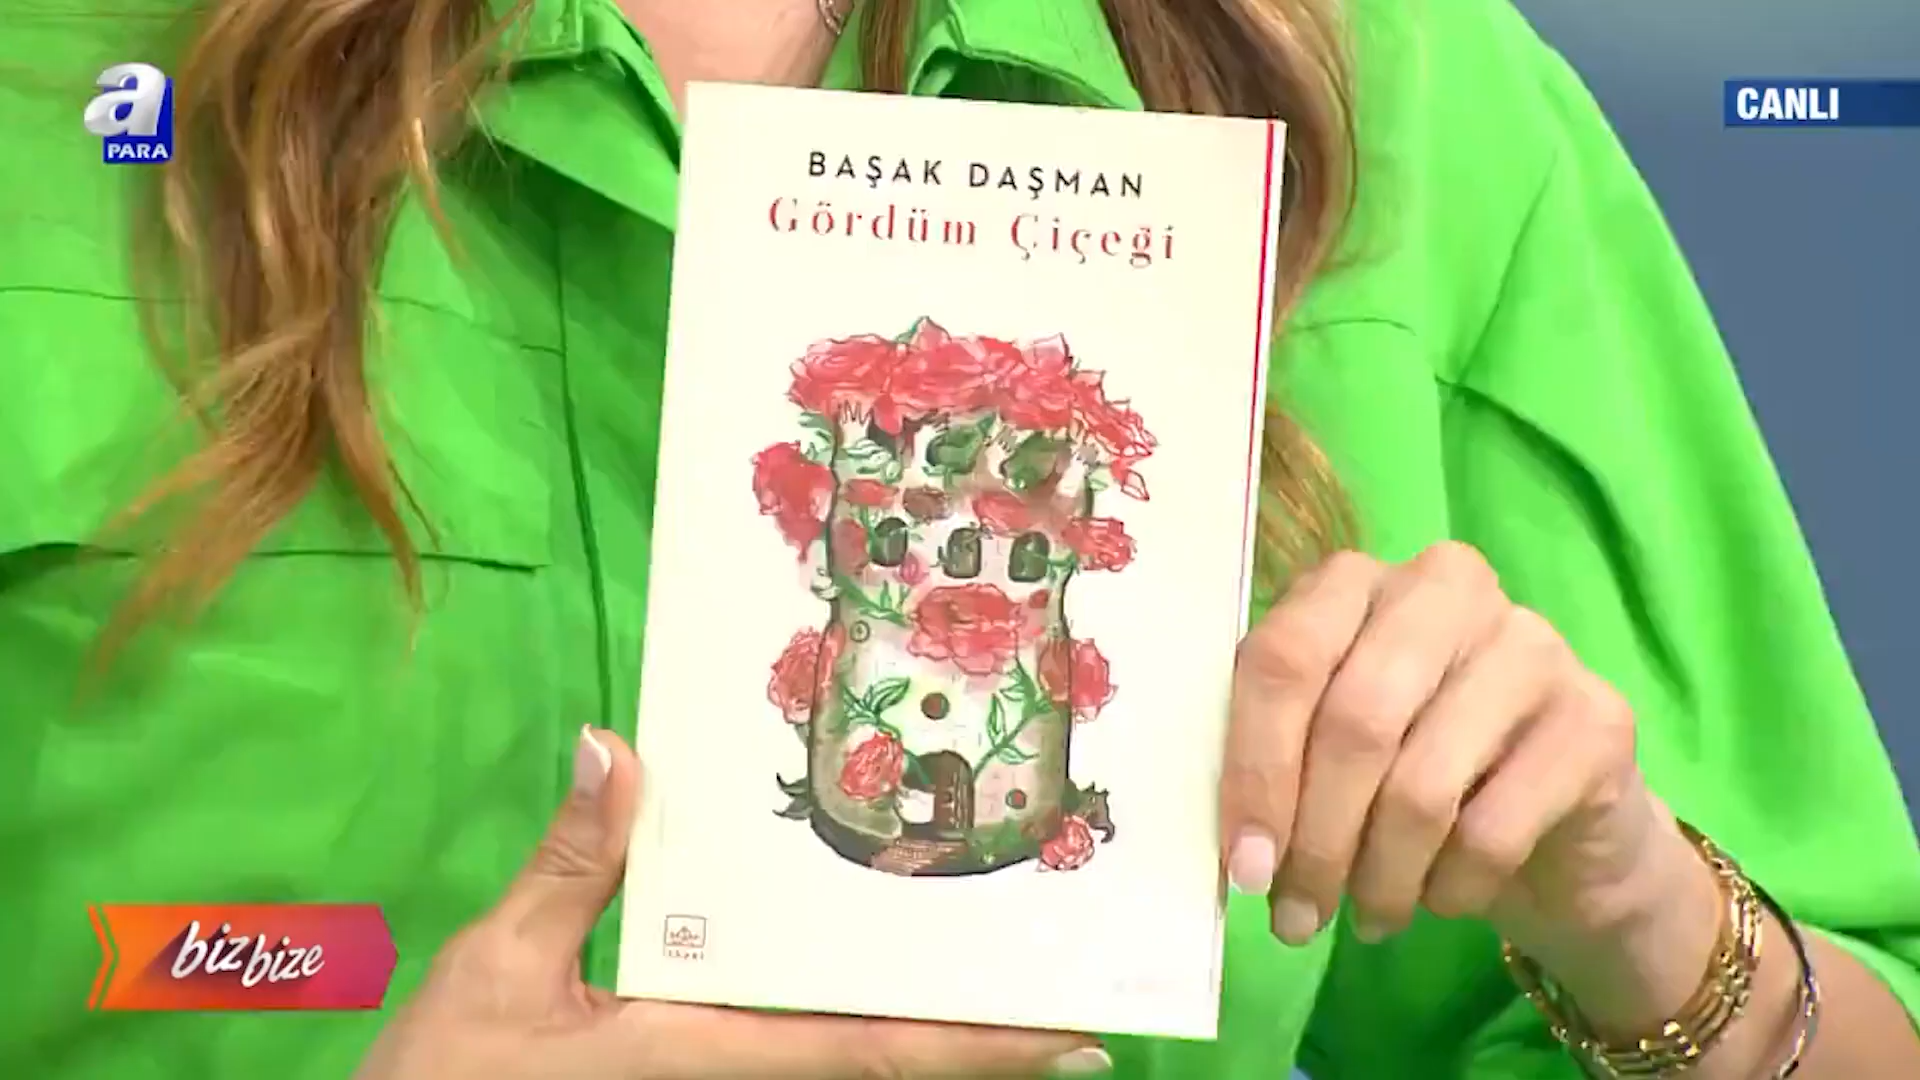 a
PARA
CANLI
BAŞAK DAŞMAN
Gördüm Çiçeği
biz bize